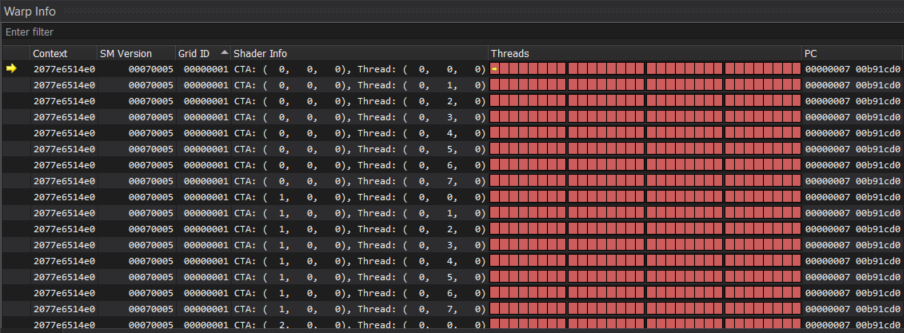 Warp Info
Enter filter
Context SM Version Grid ID Shader Info Threads PC
2077e6514e0 00070005 00000001 CTA: ( 0, 0, 0), Thread: ( 0, 0, 0) 00000007 00b91cd0
2077e6514e0 00070005 00000001 CTA: ( 0, 0, 0), Thread: ( 0, 1, 0) 00000007 00b91cd0
2077e6514e0 00070005 00000001 CTA: ( 0, 0, 0), Thread: ( 0, 2, 0) 00000007 00b91cd0
2077e6514e0 00070005 00000001 CTA: ( 0, 0, 0), Thread: ( 0, 3, 0) 00000007 00b91cd0
2077e6514e0 00070005 00000001 CTA: ( 0, 0, 0), Thread: ( 0, 4, 0) 00000007 00b91cd0
2077e6514e0 00070005 00000001 CTA: ( 0, 0, 0), Thread: ( 0, 5, 0) 00000007 00b91cd0
2077e6514e0 00070005 00000001 CTA: ( 0, 0, 0), Thread: ( 0, 6, 0) 00000007 00b91cd0
2077e6514e0 00070005 00000001 CTA: ( 0, 0, 0), Thread: ( 0, 7, 0) 00000007 00b91cd0
2077e6514e0 00070005 00000001 CTA: ( 1, 0, 0), Thread: ( 0, 0, 0) 00000007 00b91cd0
2077e6514e0 00070005 00000001 CTA: ( 1, 0, 0), Thread: ( 0, 1, 0) 00000007 00b91cd0
2077e6514e0 00070005 00000001 CTA: ( 1, 0, 0), Thread: ( 0, 2, 0) 00000007 00b91cd0
2077e6514e0 00070005 00000001 CTA: ( 1, 0, 0), Thread: ( 0, 3, 0) 00000007 00b91cd0
2077e6514e0 00070005 00000001 CTA: ( 1, 0, 0), Thread: ( 0, 4, 0) 00000007 00b91cd0
2077e6514e0 00070005 00000001 CTA: ( 1, 0, 0), Thread: ( 0, 5, 0) 00000007 00b91cd0
2077e6514e0 00070005 00000001 CTA: ( 1, 0, 0), Thread: ( 0, 6, 0) 00000007 00b91cd0
2077e6514e0 00070005 00000001 CTA: ( 1, 0, 0), Thread: ( 0, 7, 0) 00000007 00b91cd0
2077e6514e0 00070005 00000001 CTA: ( 2, 0, 0), Thread: ( 0, 0, 0) 00000007 00b91cd0